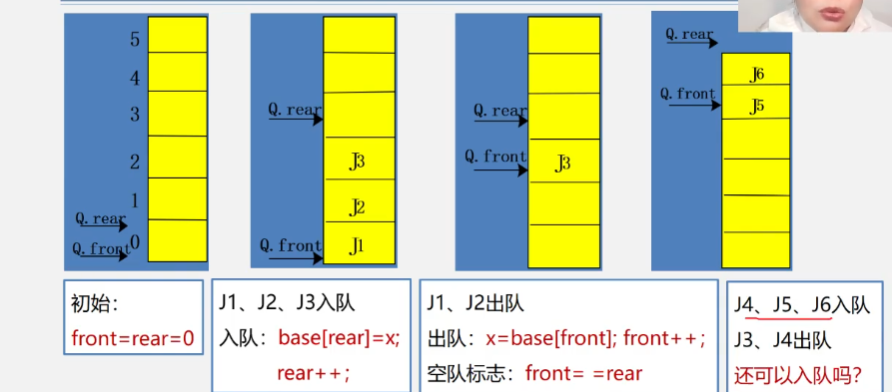 5
4
3
2
1
Q.rear
Q.front
0
Q.rear
J3
J2
Q.front
J1
Q.rear
Q.front
J3
Q.rear
J6
Q.front
J5
初始:
front=rear=0
J1、J2、J3入队
入队: base[rear]=x;
rear++;
J1、J2出队
出队: x=base[front]; front++;
空队标志: front= =rear
J4、J5、J6入队
J3、J4出队
还可以入队吗?